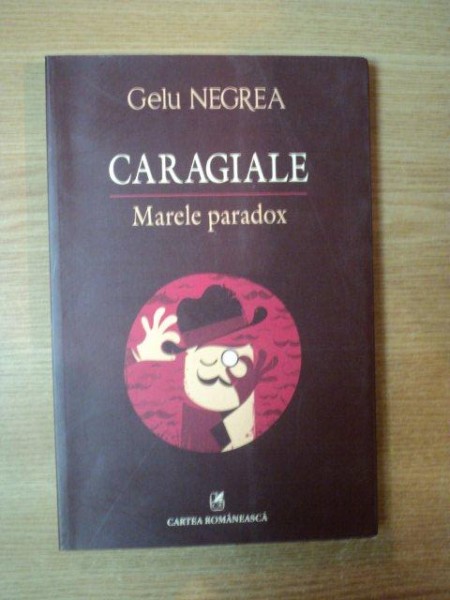 Gelu NEGREA
CARAGIALE
Marele paradox
CARTEA ROMÂNEASCĂ